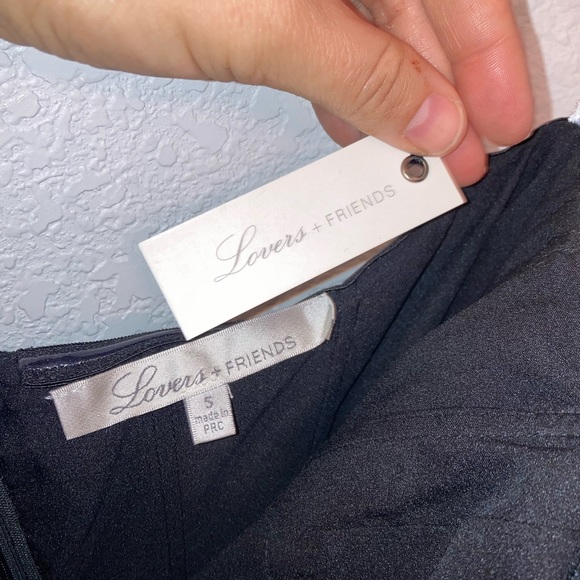 Lovers + FRIENDS
Lovers + FRIENDS
S
made in
PRC